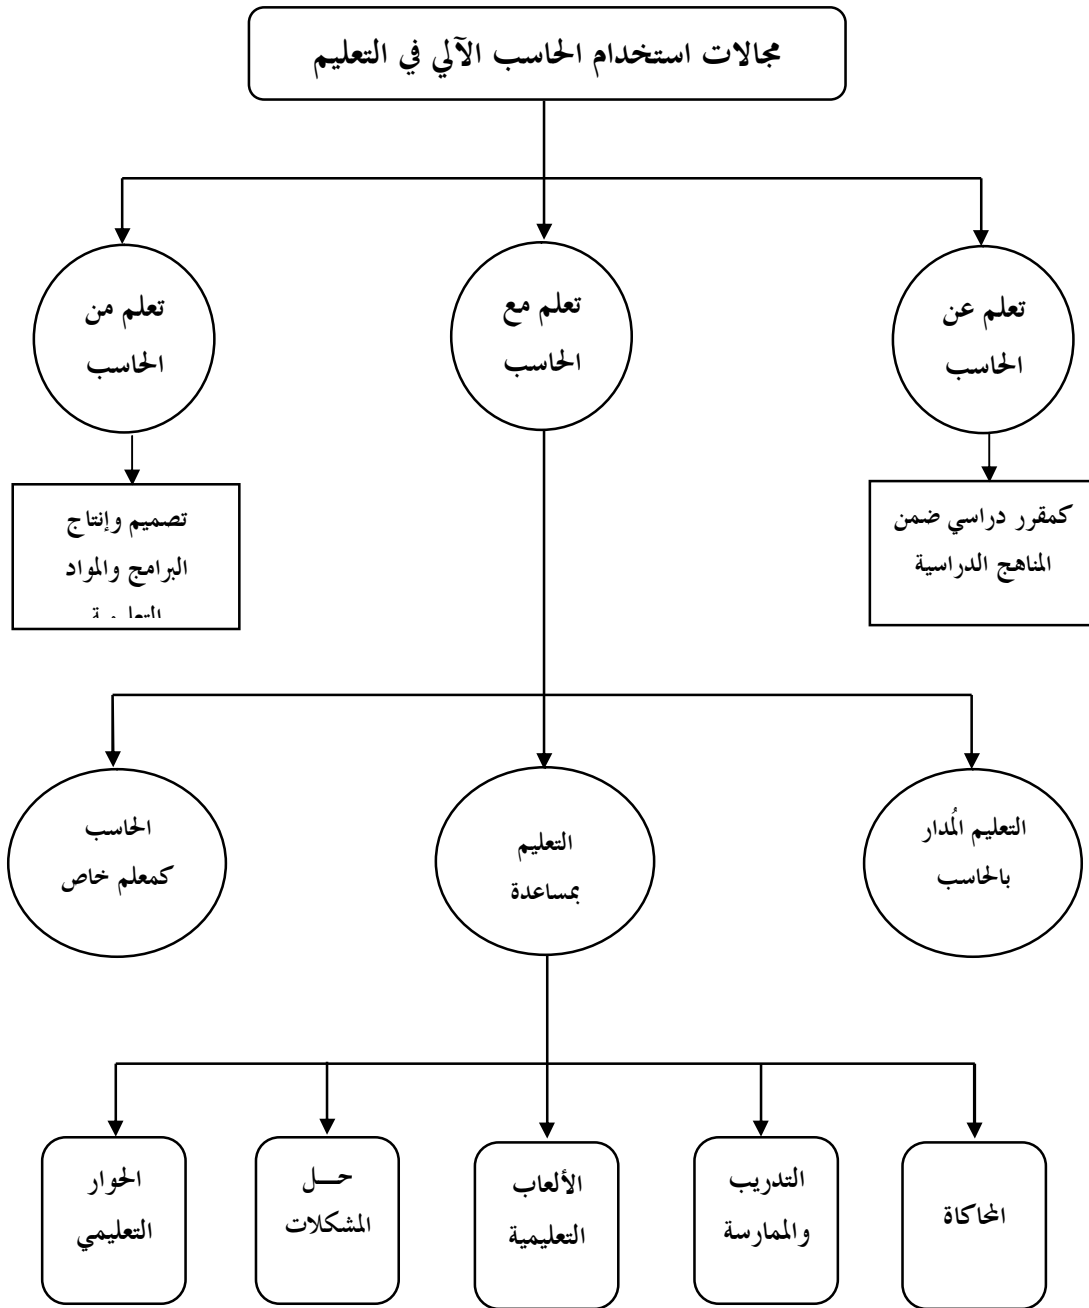 مجالات استخدام الحاسب الآلي في التعليم
تعلم عن
الحاسب
تعلم مع
الحاسب
تعلم من
الحاسب
كمقرر دراسي ضمن
المناهج الدراسية
تصميم وإنتاج
البرامج والمواد
التعليم المُدار
بالحاسب
التعليم
بمساعدة
الحاسب
كمعلم خاص
المحاكاة
التدريب
والممارسة
الألعاب
التعليمية
حـــل
المشكلات
الحوار
التعليمي